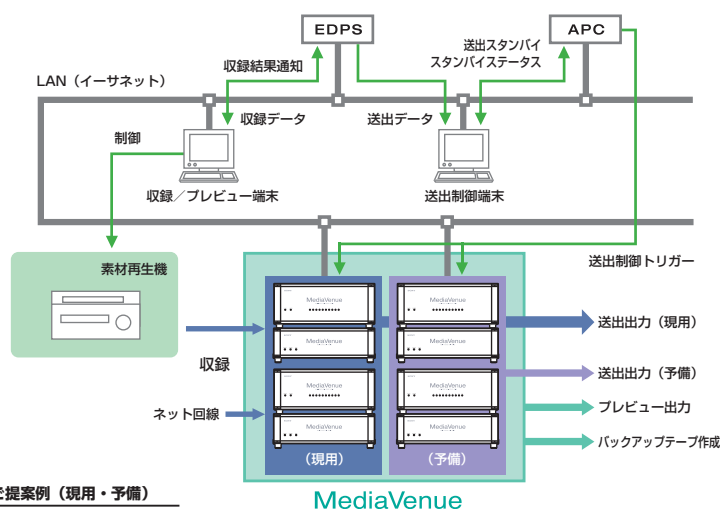 EDPS
APC
収録結果通知
送出スタンバイ
スタンバイステータス
LAN（イーサネット）
収録データ
送出データ
制御
収録／プレビュー端末
送出制御端末
素材再生機
送出制御トリガー
MediaVenue
MediaVenue
MediaVenue
MediaVenue
MediaVenue
MediaVenue
MediaVenue
MediaVenue
収録
ネット回線
送出出力（現用）
送出出力（予備）
プレビュー出力
バックアップテープ作成
（現用）
（予備）
ご提案例（現用・予備）
MediaVenue